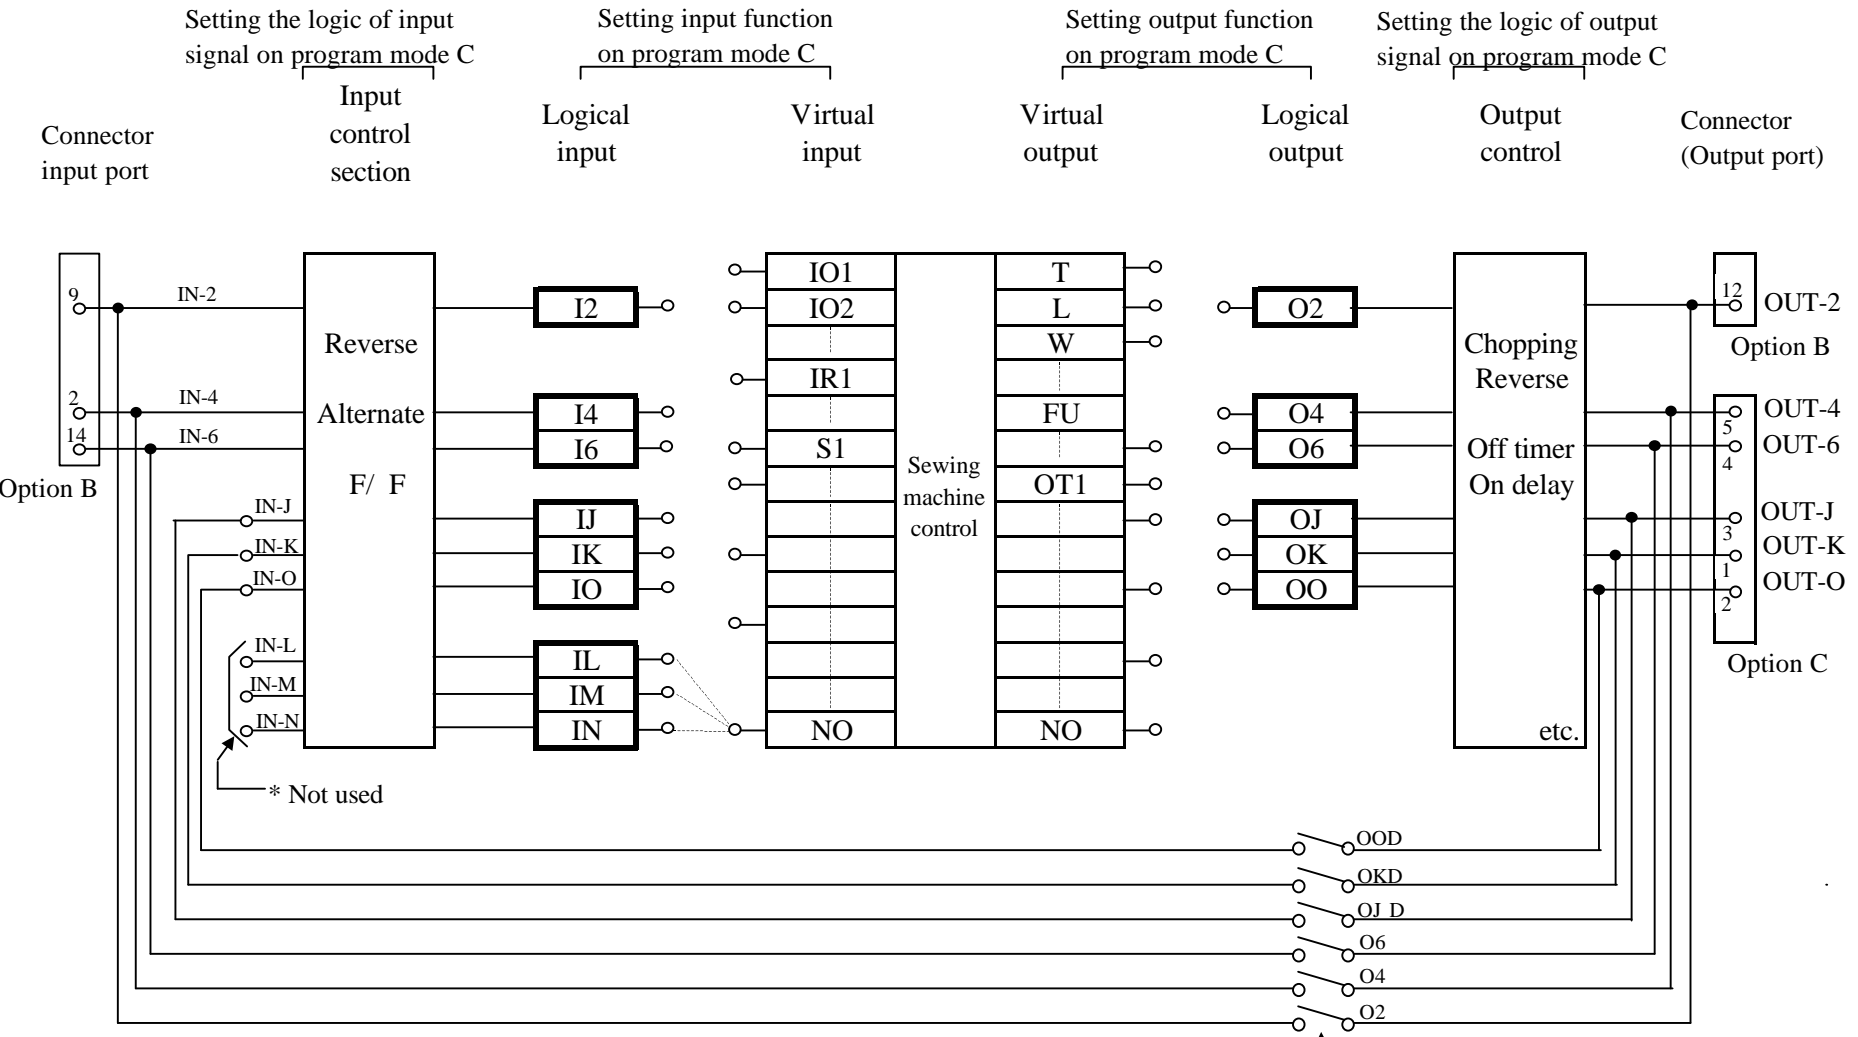 Setting the logic of input
signal on program mode C
Setting input function
on program mode C
Setting output function
on program mode C
Setting the logic of output
signal on program mode C
Connector
input port
Input
control
section
Logical
input
Virtual
input
Virtual
output
Logical
output
Output
control
Connector
(Output port)
9
IN-2
2
IN-4
14
IN-6
Option B
IN-J
IN-K
IN-O
IN-L
IN-M
IN-N
* Not used
Reverse
Alternate
F/ F
I2
I4
I6
IJ
IK
IO
IL
IM
IN
IO1
IO2
IR1
S1
NO
Sewing
machine
control
T
L
W
FU
OT1
NO
O2
O4
O6
OJ
OK
OO
Chopping
Reverse
Off timer
On delay
etc.
12
OUT-2
Option B
OUT-4
5
OUT-6
4
OUT-J
3
OUT-K
1
OUT-O
2
Option C
OOD
OKD
OJ D
O6
O4
O2